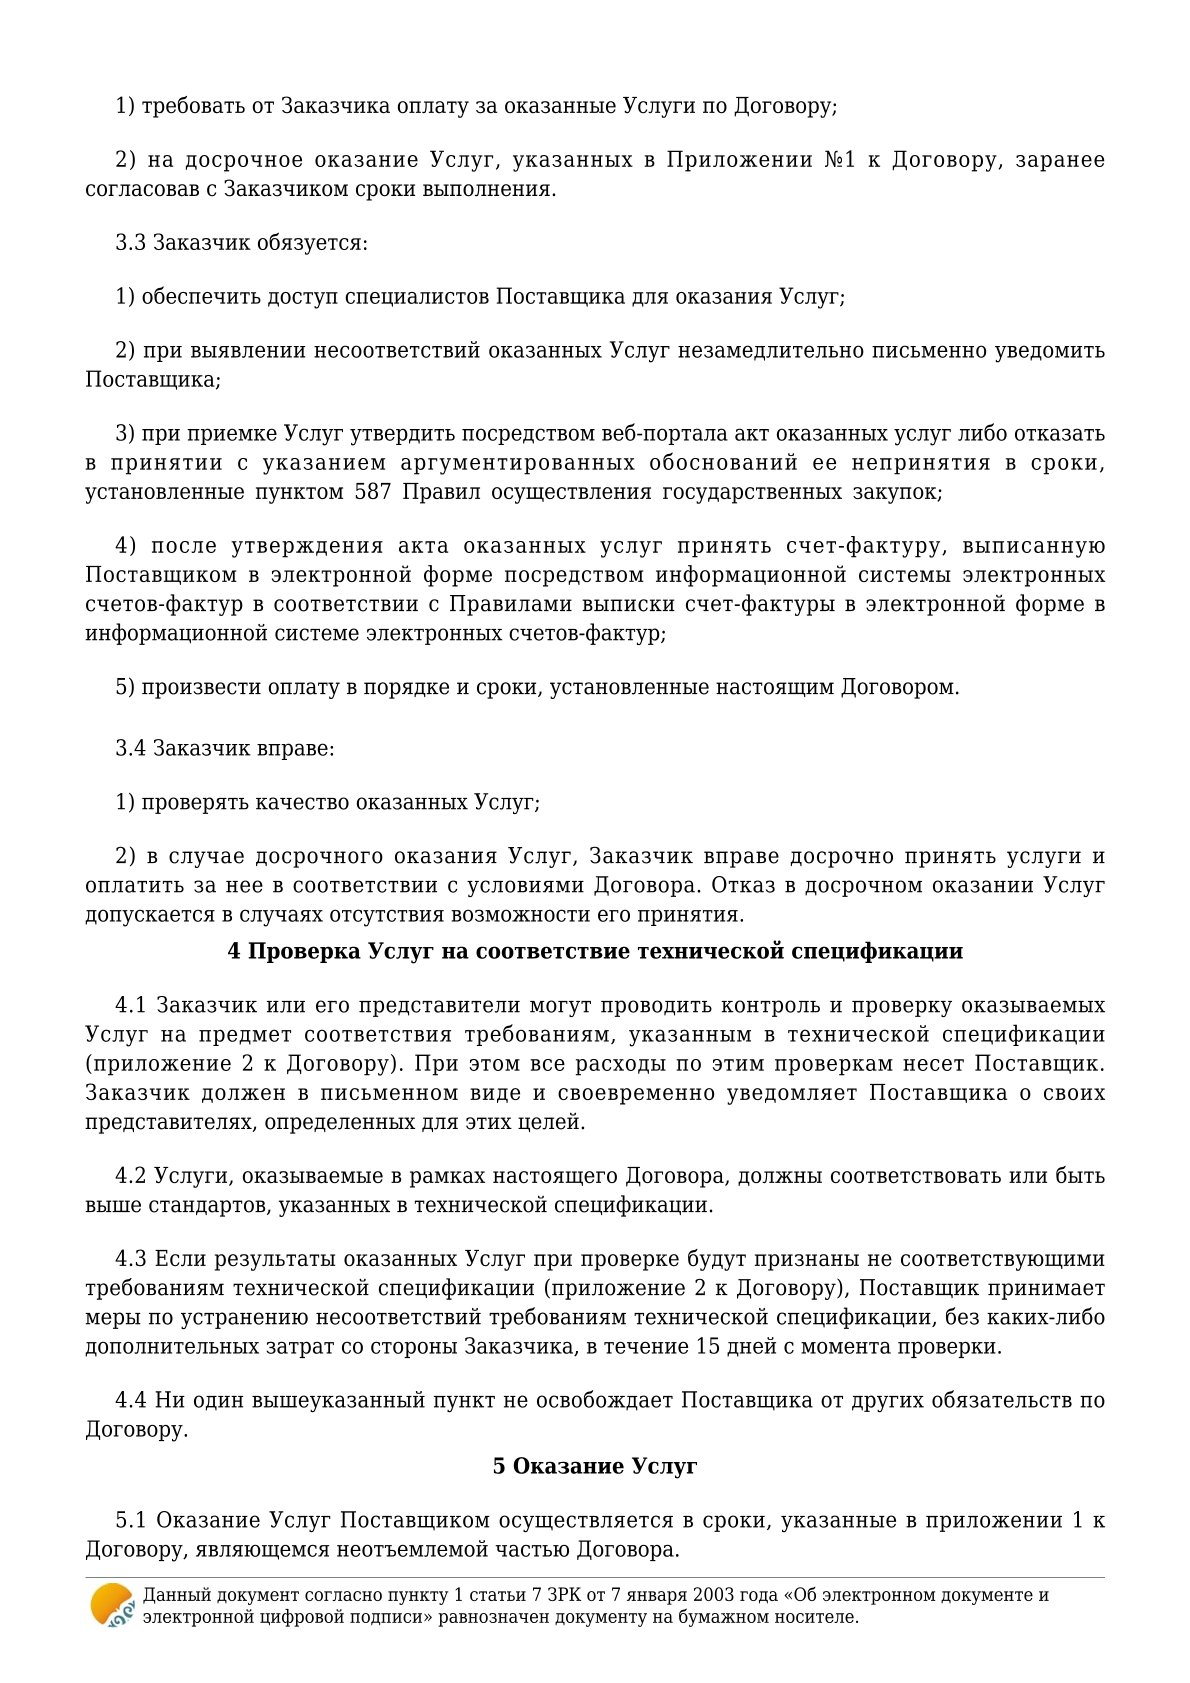 1) требовать от Заказчика оплату за оказанные Услуги по Договору;
2) на досрочное оказание Услуг, указанных в Приложении №1 к Договору, заранее
согласовав с Заказчиком сроки выполнения.
3.3 Заказчик обязуется:
1) обеспечить доступ специалистов Поставщика для оказания Услуг;
2) при выявлении несоответствий оказанных Услуг незамедлительно письменно уведомить
Поставщика;
3) при приемке Услуг утвердить посредством веб-портала акт оказанных услуг либо отказать
в принятии с указанием аргументированных обоснований ее непринятия в сроки,
установленные пунктом 587 Правил осуществления государственных закупок;
4) после утверждения акта оказанных услуг принять счет-фактуру, выписанную
Поставщиком в электронной форме посредством информационной системы электронных
счетов-фактур в соответствии с Правилами выписки счет-фактуры в электронной форме в
информационной системе электронных счетов-фактур;
5) произвести оплату в порядке и сроки, установленные настоящим Договором.
3.4 Заказчик вправе:
1) проверять качество оказанных Услуг;
2) в случае досрочного оказания Услуг, Заказчик вправе досрочно принять услуги и
оплатить за нее в соответствии с условиями Договора. Отказ в досрочном оказании Услуг
допускается в случаях отсутствия возможности его принятия.
4 Проверка Услуг на соответствие технической спецификации
4.1 Заказчик или его представители могут проводить контроль и проверку оказываемых
Услуг на предмет соответствия требованиям, указанным в технической спецификации
(приложение 2 к Договору). При этом все расходы по этим проверкам несет Поставщик.
Заказчик должен в письменном виде и своевременно уведомляет Поставщика о своих
представителях, определенных для этих целей.
4.2 Услуги, оказываемые в рамках настоящего Договора, должны соответствовать или быть
выше стандартов, указанных в технической спецификации.
4.3 Если результаты оказанных Услуг при проверке будут признаны не соответствующими
требованиям технической спецификации (приложение 2 к Договору), Поставщик принимает
меры по устранению несоответствий требованиям технической спецификации, без каких-либо
дополнительных затрат со стороны Заказчика, в течение 15 дней с момента проверки.
4.4 Ни один вышеуказанный пункт не освобождает Поставщика от других обязательств по
Договору.
5 Оказание Услуг
5.1 Оказание Услуг Поставщиком осуществляется в сроки, указанные в приложении 1 к
Договору, являющемся неотъемлемой частью Договора.
Данный документ согласно пункту 1 статьи 7 ЗРК от 7 января 2003 года «Об электронном документе и
электронной цифровой подписи» равнозначен документу на бумажном носителе.